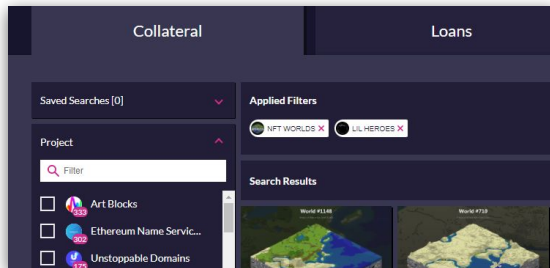 Collateral
Loans
Saved Searches [0]
Project
Filter
333
Art Blocks
302
Ethereum Name Servic...
175
Unstoppable Domains
Applied Filters
NFT WORLDS X
LIL HEROES X
Search Results
World #1146
World #710